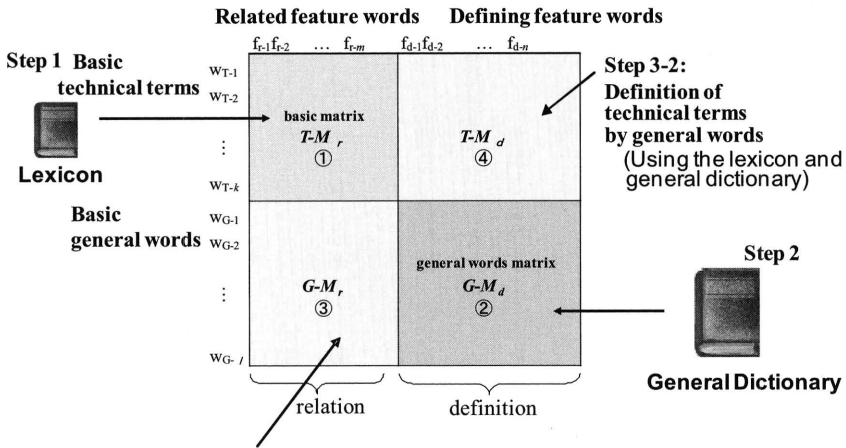 Related feature words Defining feature words
f_r-1 f_r-2 … f_r-m f_d-1 f_d-2 … f_d-n
Step 1 Basic
technical terms
Lexicon
w_T-1
w_T-2
⋮
w_T-k
basic matrix
T-M_r
①
T-M_d
④
Step 3-2:
Definition of
technical terms
by general words
(Using the lexicon and
general dictionary)
Basic
general words
w_G-1
w_G-2
⋮
w_G-l
G-M_r
③
general words matrix
G-M_d
②
Step 2
General Dictionary
relation definition